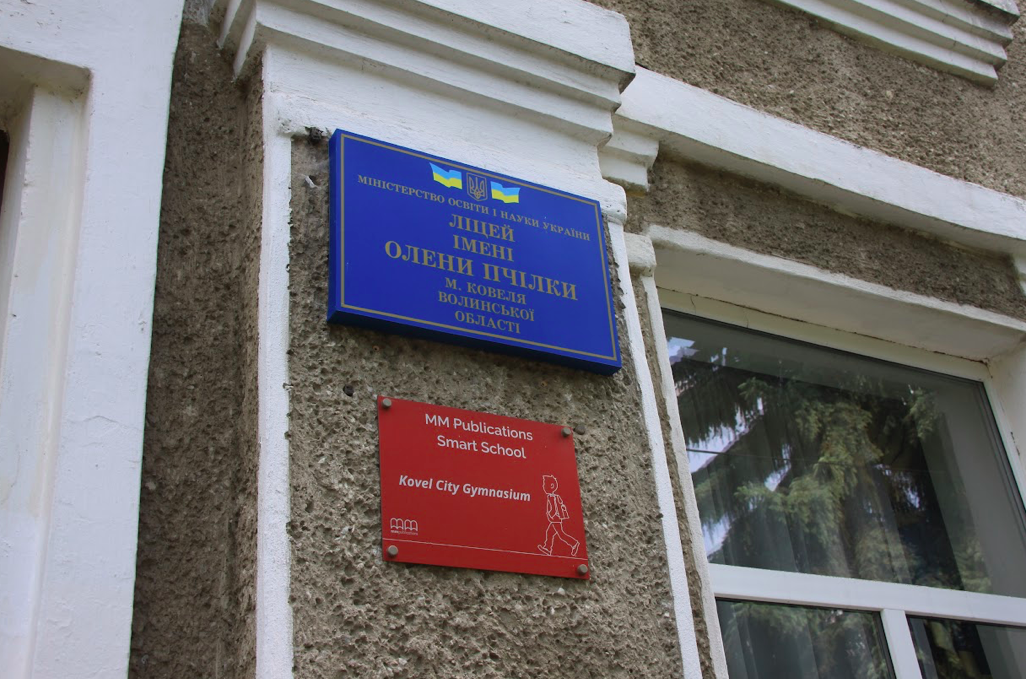 МІНІСТЕРСТВО ОСВІТИ І НАУКИ УКРАЇНИ
ЛІЦЕЙ
ІМЕНІ
ОЛЕНИ ПЧІЛКИ
М. КОВЕЛЯ
ВОЛИНСЬКОЇ
ОБЛАСТІ
MM Publications
Smart School
Kovel City Gymnasium